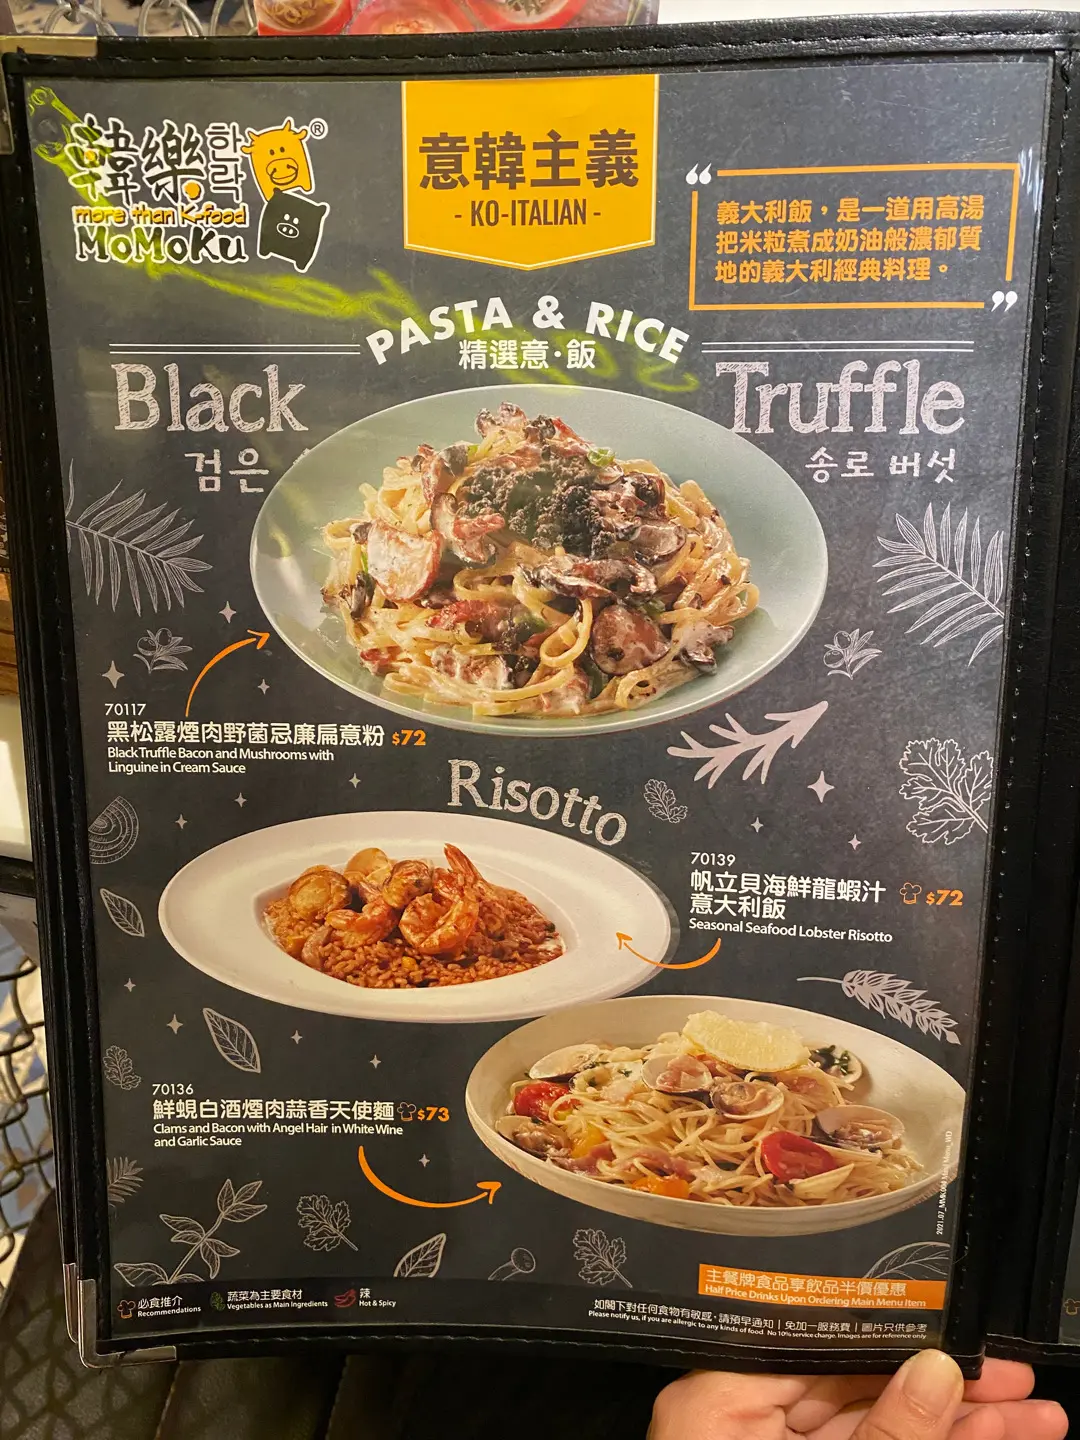 韓樂 하라
®
more than K-food
MoMoKu
意韓主義
- KO-ITALIAN -
“
義大利飯，是一道用高湯
把米粒煮成奶油般濃郁質
地的義大利經典料理。
”
PASTA & RICE
精選意·飯
Black Truffle
검은 송로 버섯
70117
黑松露煙肉野菌忌廉扁意粉 $72
Black Truffle Bacon and Mushrooms with
Linguine in Cream Sauce
Risotto
70139
帆立貝海鮮龍蝦汁
意大利飯 $72
Seasonal Seafood Lobster Risotto
70136
鮮蜆白酒煙肉蒜香天使麵 $73
Clams and Bacon with Angel Hair in White Wine
and Garlic Sauce
主餐牌食品享飲品半價優惠
Half Price Drinks Upon Ordering Main Menu Item
必食推介
Recommendations
蔬菜為主要食材
Vegetables as Main Ingredients
辣
Hot & Spicy
如閣下對任何食物有敏感，請預早通知 | 免加一服務費 | 圖片只供參考
Please notify us, if you are allergic to any kinds of food. No 10% service charge. Images are for reference only